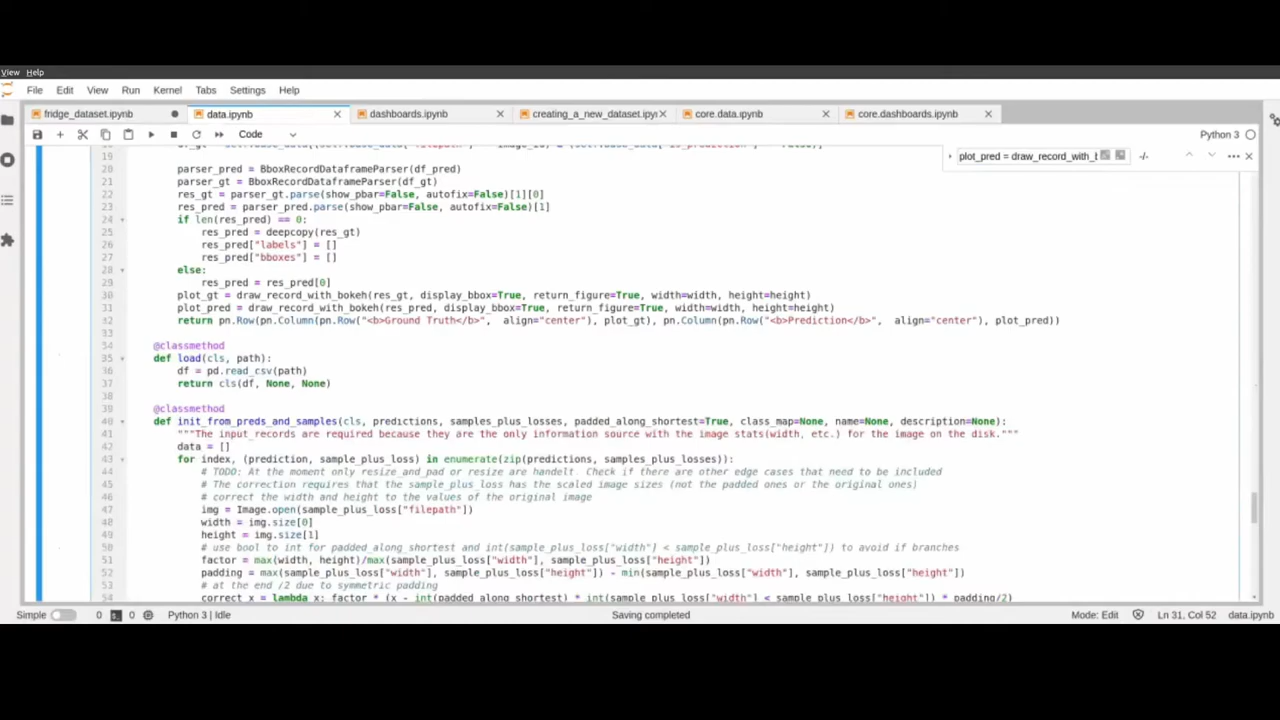 View Help
File Edit View Run Kernel Tabs Settings Help
fridge_dataset.ipynb data.ipynb dashboards.ipynb creating_a_new_dataset.ipyr core.data.ipynb core.dashboards.ipynb
Code Python 3
plot_pred = draw_record_with_b -/-
19
20 parser_pred = BboxRecordDataframeParser(df_pred)
21 parser_gt = BboxRecordDataframeParser(df_gt)
22 res_gt = parser_gt.parse(show_pbar=False, autofix=False)[1][0]
23 res_pred = parser_pred.parse(show_pbar=False, autofix=False)[1]
24 if len(res_pred) == 0:
25 res_pred = deepcopy(res_gt)
26 res_pred["labels"] = []
27 res_pred["bboxes"] = []
28 else:
29 res_pred = res_pred[0]
30 plot_gt = draw_record_with_bokeh(res_gt, display_bbox=True, return_figure=True, width=width, height=height)
31 plot_pred = draw_record_with_bokeh(res_pred, display_bbox=True, return_figure=True, width=width, height=height)
32 return pn.Row(pn.Column(pn.Row("<b>Ground Truth</b>", align="center"), plot_gt), pn.Column(pn.Row("<b>Prediction</b>", align="center"), plot_pred))
33
34 @classmethod
35 def load(cls, path):
36 df = pd.read_csv(path)
37 return cls(df, None, None)
38
39 @classmethod
40 def init_from_preds_and_samples(cls, predictions, samples_plus_losses, padded_along_shortest=True, class_map=None, name=None, description=None):
41 """The input_records are required because they are the only information source with the image stats(width, etc.) for the image on the disk."""
42 data = []
43 for index, (prediction, sample_plus_loss) in enumerate(zip(predictions, samples_plus_losses)):
44 # TODO: At the moment only resize_and_pad or resize are handelt. Check if there are other edge cases that need to be included
45 # The correction requires that the sample_plus_loss has the scaled image sizes (not the padded ones or the original ones)
46 # correct the width and height to the values of the original image
47 img = Image.open(sample_plus_loss["filepath"])
48 width = img.size[0]
49 height = img.size[1]
50 # use bool to int for padded_along_shortest and int(sample_plus_loss["width"] < sample_plus_loss["height"]) to avoid if branches
51 factor = max(width, height)/max(sample_plus_loss["width"], sample_plus_loss["height"])
52 padding = max(sample_plus_loss["width"], sample_plus_loss["height"]) - min(sample_plus_loss["width"], sample_plus_loss["height"])
53 # at the end /2 due to symmetric padding
54 correct_x = lambda x: factor * (x - int(padded_along_shortest) * int(sample_plus_loss["width"] < sample_plus_loss["height"]) * padding/2)
Simple 0 0 Python 3 | Idle Saving completed Mode: Edit Ln 31, Col 52 data.ipynb